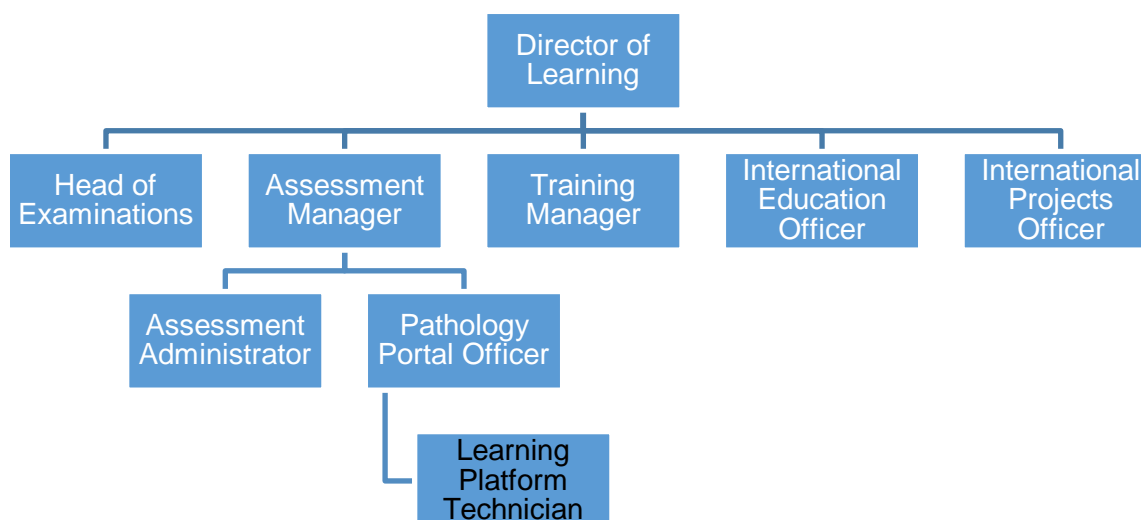 Director of
Learning
Head of
Examinations
Assessment
Manager
Training
Manager
International
Education
Officer
International
Projects
Officer
Assessment
Administrator
Pathology
Portal Officer
Learning
Platform
Technician